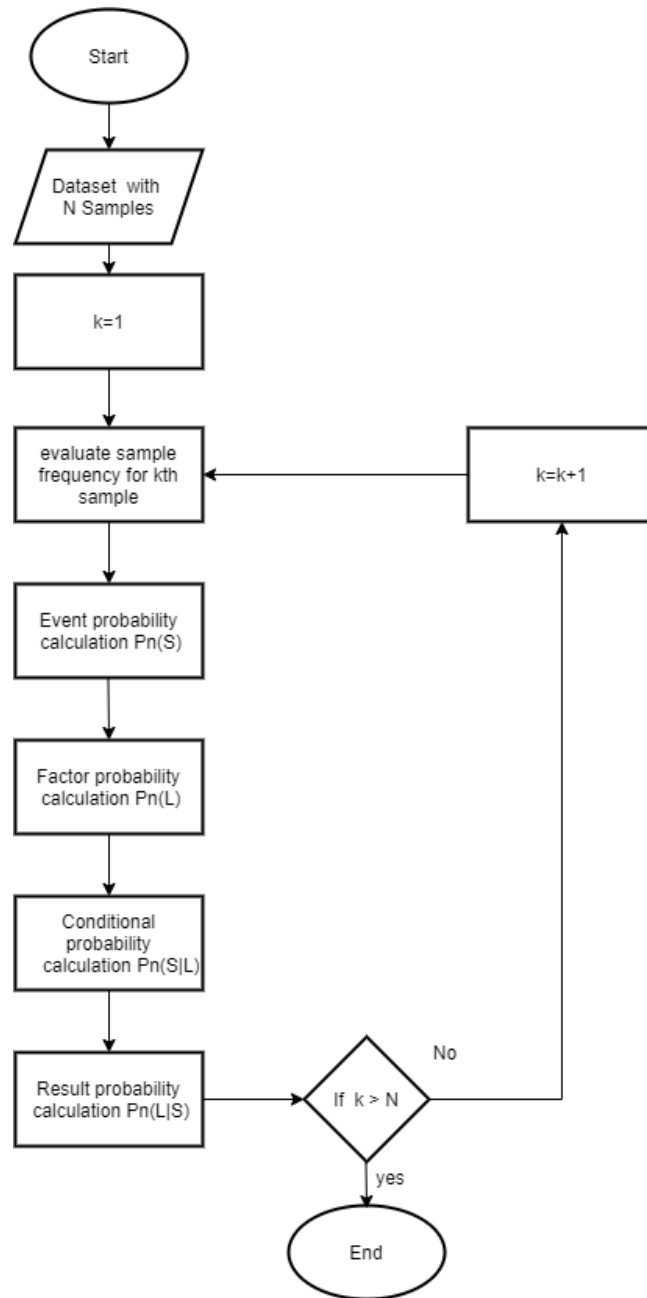 Start
Dataset with
N Samples
k=1
evaluate sample
frequency for kth
sample
k=k+1
Event probability
calculation Pn(S)
Factor probability
calculation Pn(L)
Conditional
probability
calculation Pn(S|L)
Result probability
calculation Pn(L|S)
If k > N
No
yes
End